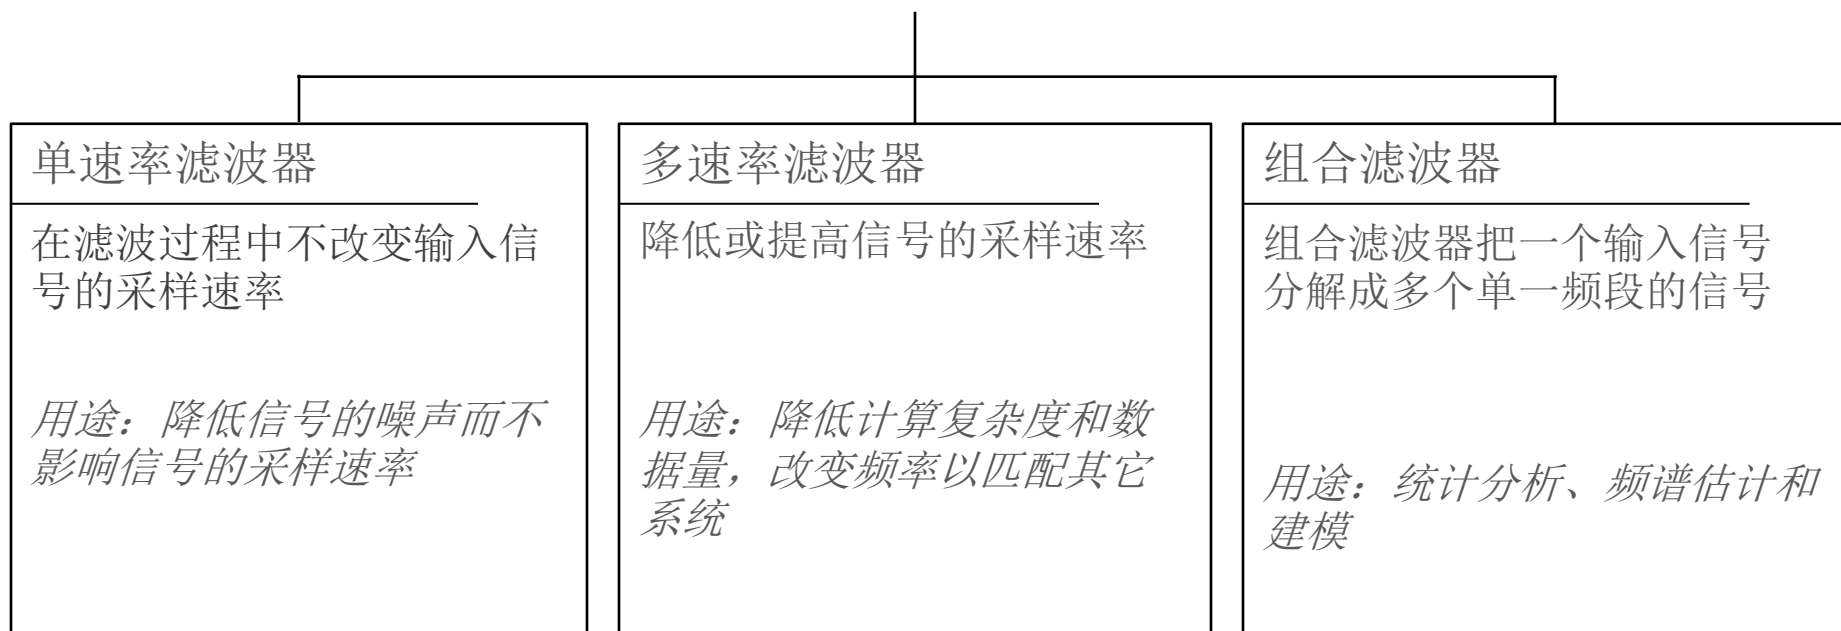 单速率滤波器
在滤波过程中不改变输入信
号的采样速率
用途：降低信号的噪声而不
影响信号的采样速率
多速率滤波器
降低或提高信号的采样速率
用途：降低计算复杂度和数
据量，改变频率以匹配其它
系统
组合滤波器
组合滤波器把一个输入信号
分解成多个单一频段的信号
用途：统计分析、频谱估计和
建模